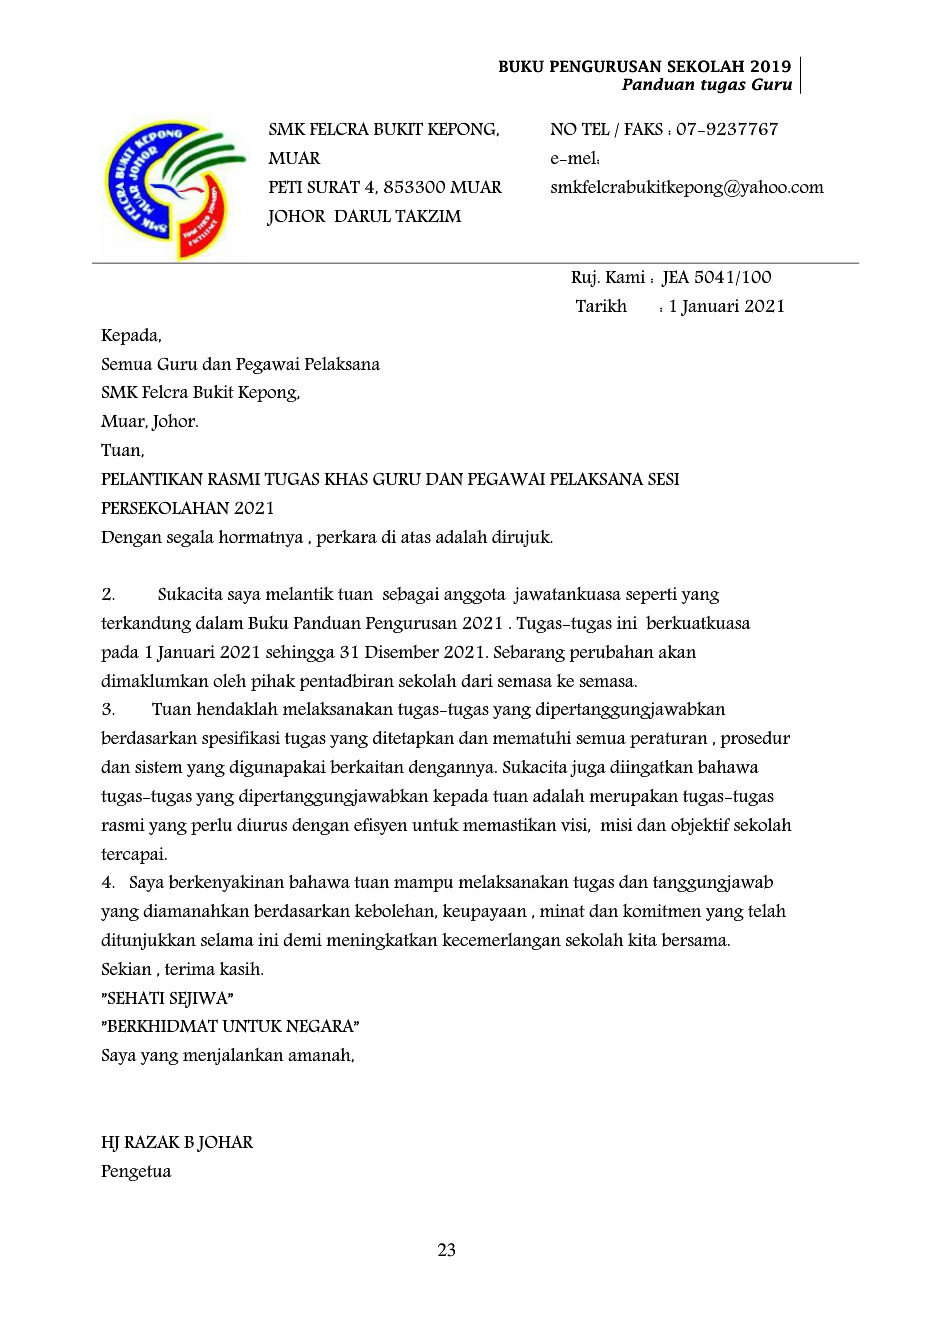 BUKU PENGURUSAN SEKOLAH 2019
Panduan tugas Guru
SMK FELCRA BUKIT KEPONG
MUAR JOHOR
SMK FELCRA BUKIT KEPONG,
MUAR
PETI SURAT 4, 853300 MUAR
JOHOR DARUL TAKZIM
NO TEL / FAKS : 07-9237767
e-mel:
smkfelcrabukitkepong@yahoo.com
Ruj. Kami : JEA 5041/100
Tarikh : 1 Januari 2021
Kepada,
Semua Guru dan Pegawai Pelaksana
SMK Felcra Bukit Kepong,
Muar, Johor.
Tuan,
PELANTIKAN RASMI TUGAS KHAS GURU DAN PEGAWAI PELAKSANA SESI
PERSEKOLAHAN 2021
Dengan segala hormatnya , perkara di atas adalah dirujuk.
2. Sukacita saya melantik tuan sebagai anggota jawatankuasa seperti yang
terkandung dalam Buku Panduan Pengurusan 2021 . Tugas-tugas ini berkuatkuasa
pada 1 Januari 2021 sehingga 31 Disember 2021. Sebarang perubahan akan
dimaklumkan oleh pihak pentadbiran sekolah dari semasa ke semasa.
3. Tuan hendaklah melaksanakan tugas-tugas yang dipertanggungjawabkan
berdasarkan spesifikasi tugas yang ditetapkan dan mematuhi semua peraturan , prosedur
dan sistem yang digunapakai berkaitan dengannya. Sukacita juga diingatkan bahawa
tugas-tugas yang dipertanggungjawabkan kepada tuan adalah merupakan tugas-tugas
rasmi yang perlu diurus dengan efisyen untuk memastikan visi, misi dan objektif sekolah
tercapai.
4. Saya berkenyakinan bahawa tuan mampu melaksanakan tugas dan tanggungjawab
yang diamanahkan berdasarkan kebolehan, keupayaan , minat dan komitmen yang telah
ditunjukkan selama ini demi meningkatkan kecemerlangan sekolah kita bersama.
Sekian , terima kasih.
"SEHATI SEJIWA"
"BERKHIDMAT UNTUK NEGARA"
Saya yang menjalankan amanah,
HJ RAZAK B JOHAR
Pengetua
23